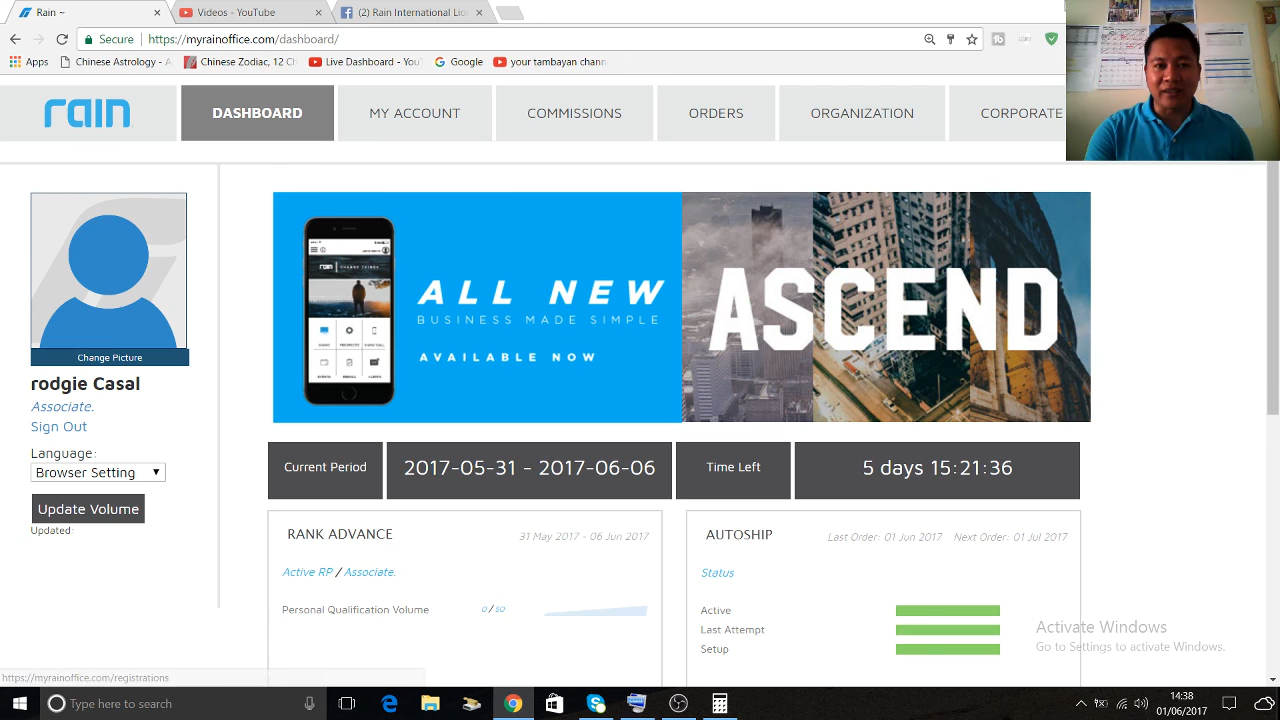 Rain ~
Videos - YouTube
(2) Rain International Lio
Secure
https://myrainoffice.com/dashboard/
Apps
Chinese Astrology - A
Chinese Zodiac, 12 Ch
Live Dashboard - You
Google
your tambayan chann
rain
DASHBOARD
MY ACCOUNT
COMMISSIONS
ORDERS
ORGANIZATION
CORPORATE
Change Picture
rodgie Casal
Associate.
Sign Out
Language:
Browser Setting
Update Volume
Updated:
ALL NEW
BUSINESS MADE SIMPLE
AVAILABLE NOW
ASCEND
Current Period
2017-05-31 - 2017-06-06
Time Left
5 days 15:21:36
RANK ADVANCE
31 May 2017 - 06 Jun 2017
Active RP / Associate.
Personal Qualification Volume
0 / 50
AUTOSHIP
Last Order: 01 Jun 2017 Next Order: 01 Jul 2017
Status
Active
Last Attempt
Setup
Activate Windows
Go to Settings to activate Windows.
https://myrainoffice.com/registrations
Type here to search
14:38
01/06/2017